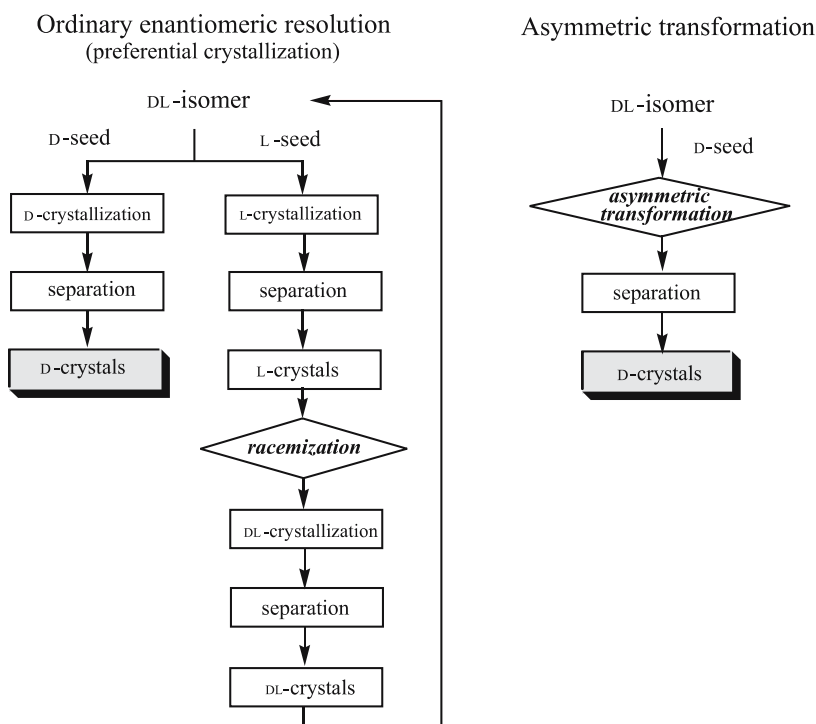 Ordinary enantiomeric resolution
(preferential crystallization)
DL-isomer
D-seed
L-seed
D-crystallization
L-crystallization
separation
separation
D-crystals
L-crystals
racemization
DL-crystallization
separation
DL-crystals
Asymmetric transformation
DL-isomer
D-seed
asymmetric
transformation
separation
D-crystals